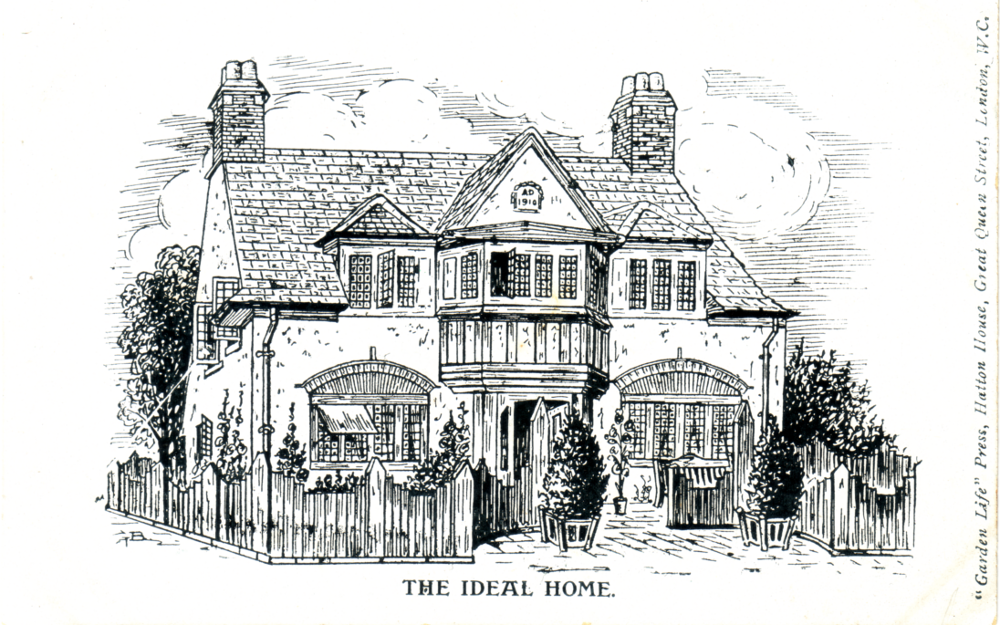 AD
1910
THE IDEAL HOME.
"Garden Life" Press, Hatton House, Great Queen Street, London, W.C.